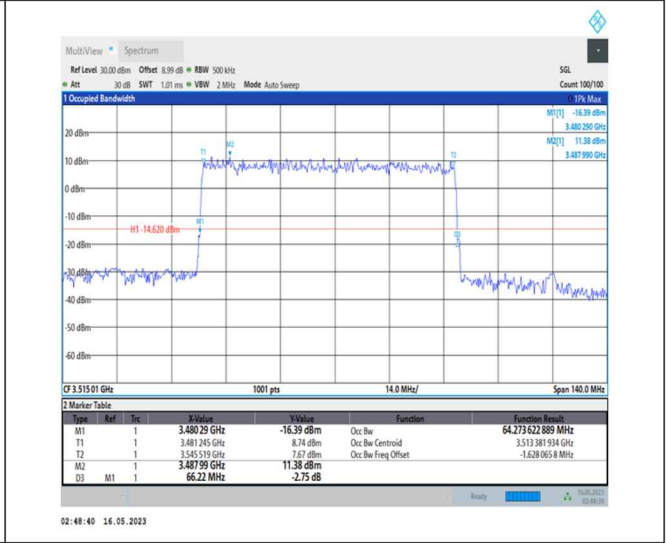 MultiView Spectrum
Ref Level 30.00 dBm Offset 8.99 dB RBW 500 kHz SGL
Att 30 dB SWT 1.01 ms VBW 2 MHz Mode Auto Sweep Count 100/100
1 Occupied Bandwidth 1Pk Max
M1[1] -16.39 dBm
3.480 290 GHz
20 dBm
M2[1] 11.38 dBm
3.487 990 GHz
T1 M2 T2
10 dBm
0 dBm
-10 dBm
M1
H1 -14.620 dBm
D3
-20 dBm
-30 dBm
-40 dBm
-50 dBm
-60 dBm
CF 3.515 01 GHz 1001 pts 14.0 MHz/ Span 140.0 MHz
2 Marker Table
Type Ref Trc X-Value Y-Value Function Function Result
M1 1 3.480 29 GHz -16.39 dBm Occ Bw 64.273 622 889 MHz
T1 1 3.481 245 GHz 8.74 dBm Occ Bw Centroid 3.513 381 934 GHz
T2 1 3.545 519 GHz 7.67 dBm Occ Bw Freq Offset -1.628 065 8 MHz
M2 1 3.487 99 GHz 11.38 dBm
D3 M1 1 66.22 MHz -2.75 dB
Ready 16.05.2023
02:48:39
02:48:40 16.05.2023